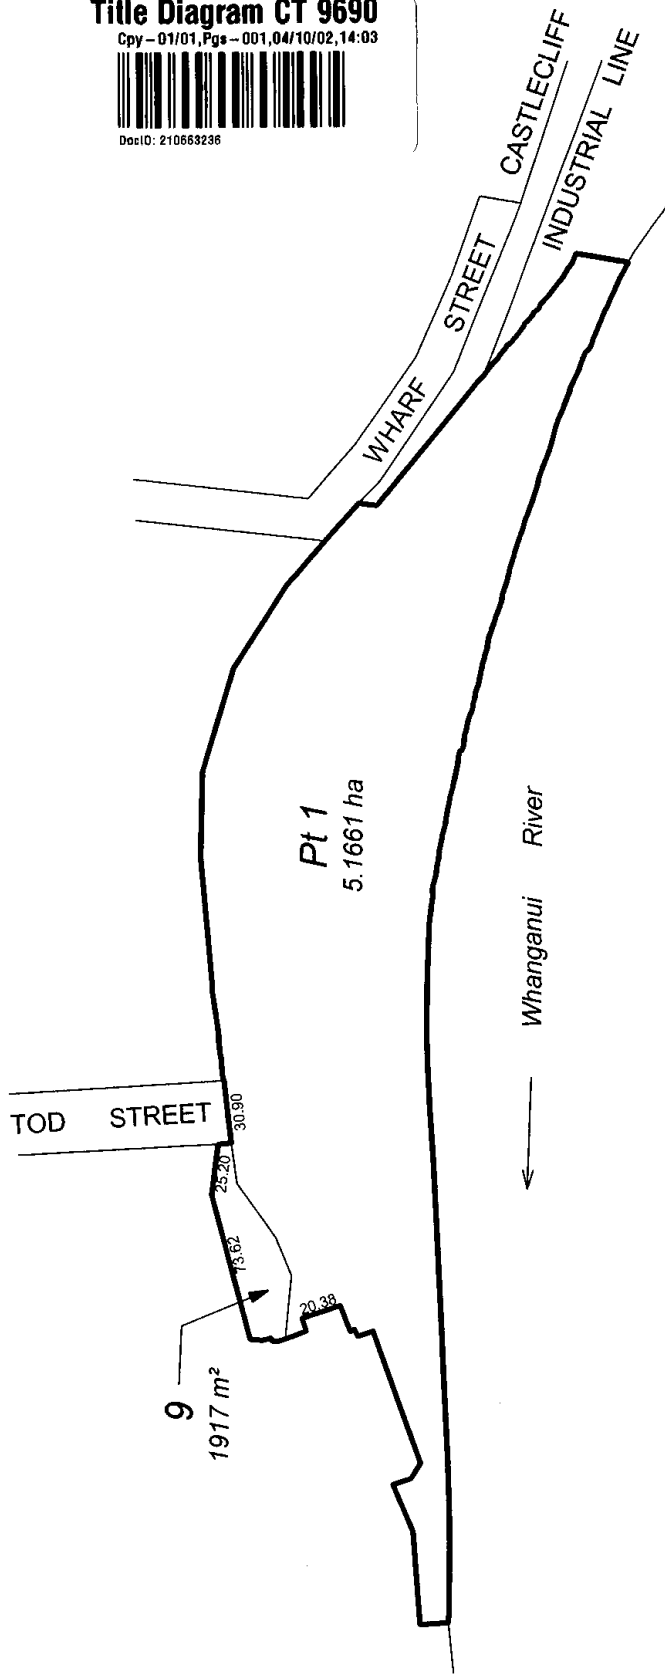 Title Diagram CT 9690
Cpy - 01/01,Pgs - 001,04/10/02,14:03
DocID: 210663236
CASTLECLIFF
INDUSTRIAL LINE
WHARF STREET
Pt 1
5.1661 ha
Whanganui River
TOD STREET
30.90
25.20
73.62
20.38
9
1917 m²